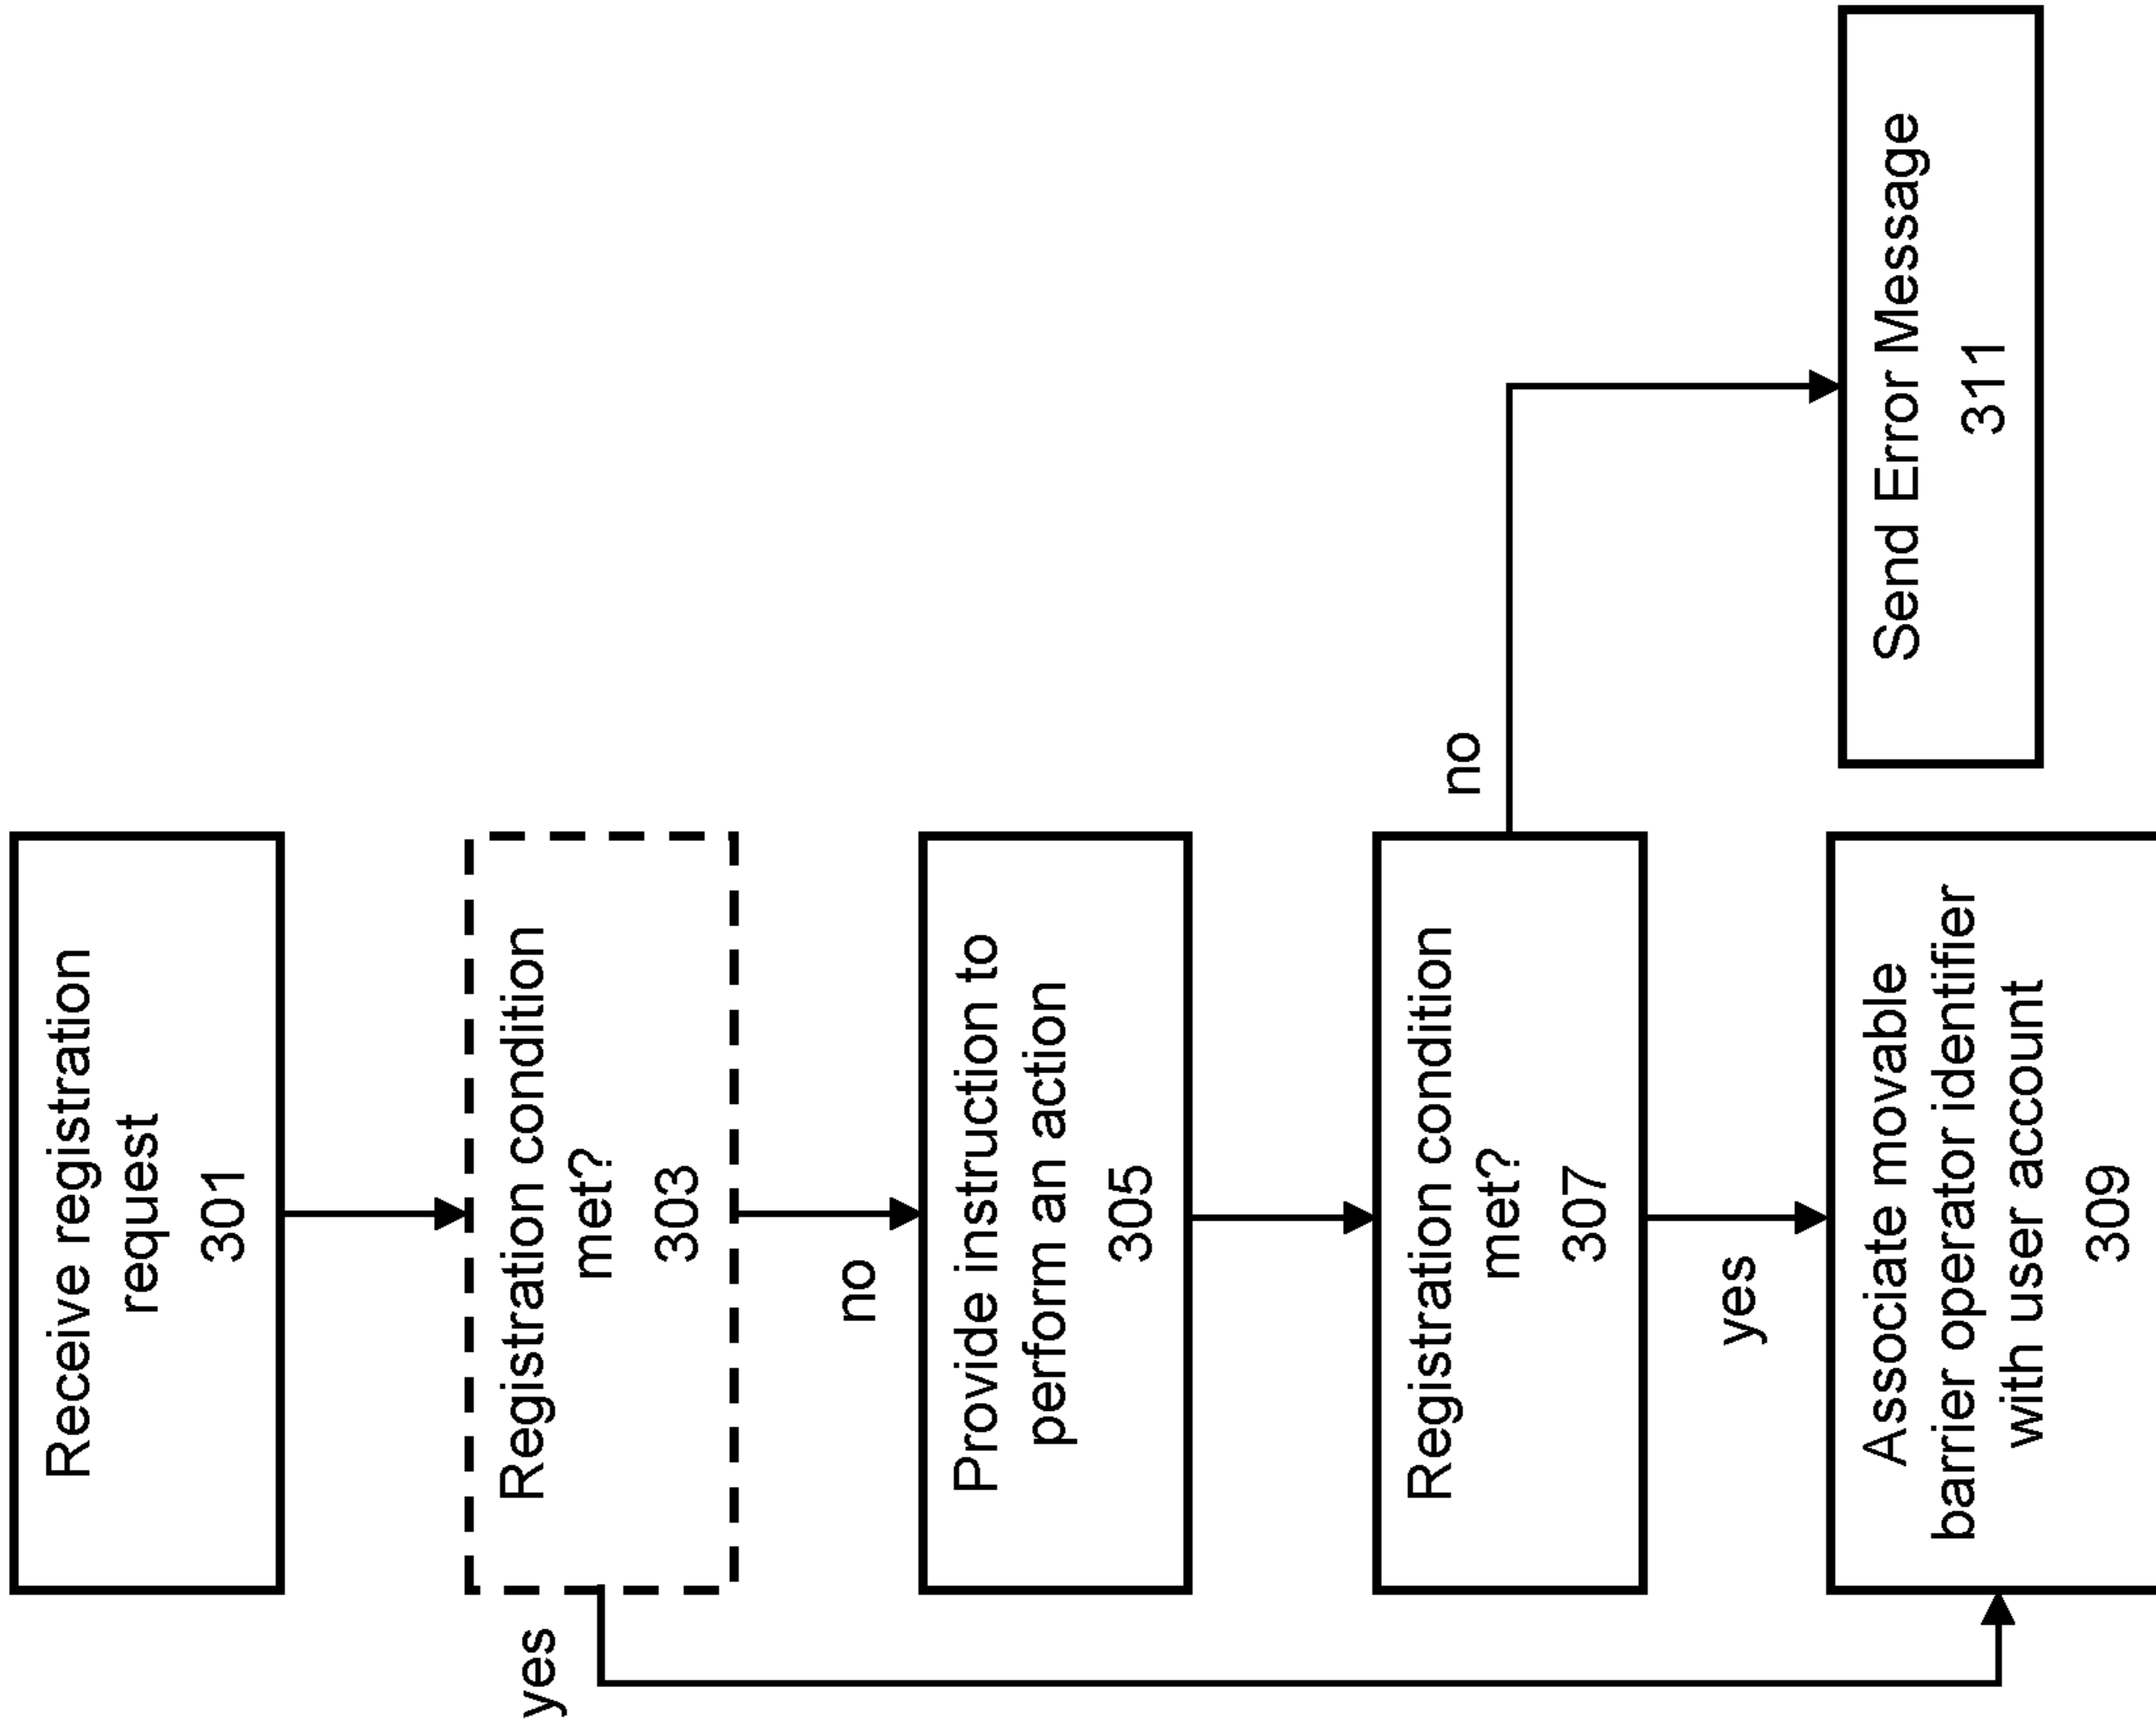 Receive registration
request
301
yes
Registration condition
met?
303
no
Provide instruction to
perform an action
305
Registration condition
met?
307
no
yes
Associate movable
barrier operator identifier
with user account
309
Send Error Message
311